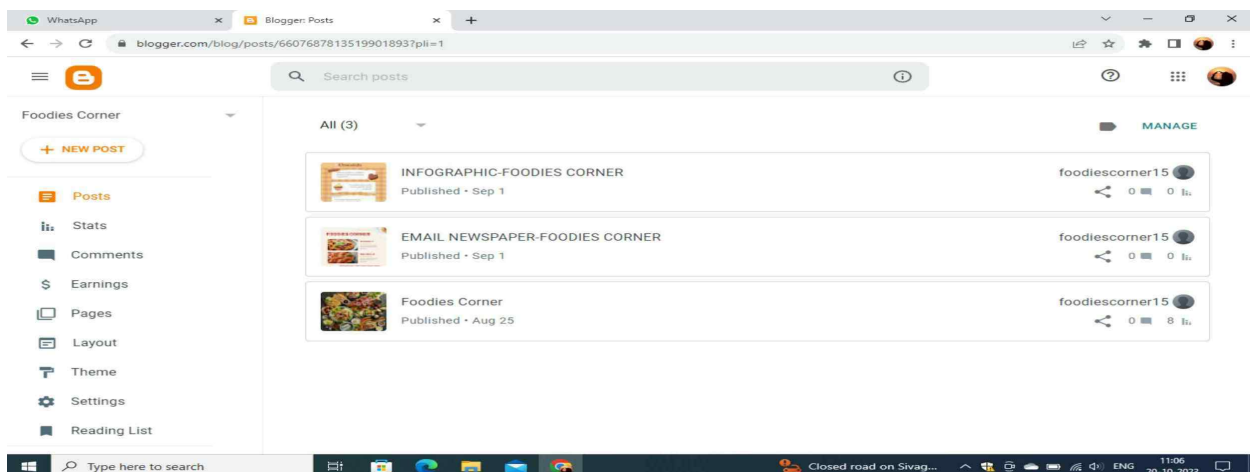 WhatsApp
Blogger: Posts
blogger.com/blog/posts/6607687813519901893?pli=1
Search posts
Foodies Corner
All (3)
MANAGE
NEW POST
INFOGRAPHIC-FOODIES CORNER
foodiescorner15
Published • Sep 1
0 0
Posts
Stats
EMAIL NEWSPAPER-FOODIES CORNER
foodiescorner15
Published • Sep 1
0 0
Comments
Earnings
Foodies Corner
foodiescorner15
Published • Aug 25
0 8
Pages
Layout
Theme
Settings
Reading List
Type here to search
Closed road on Sivag...
ENG
11:06
20-10-2023